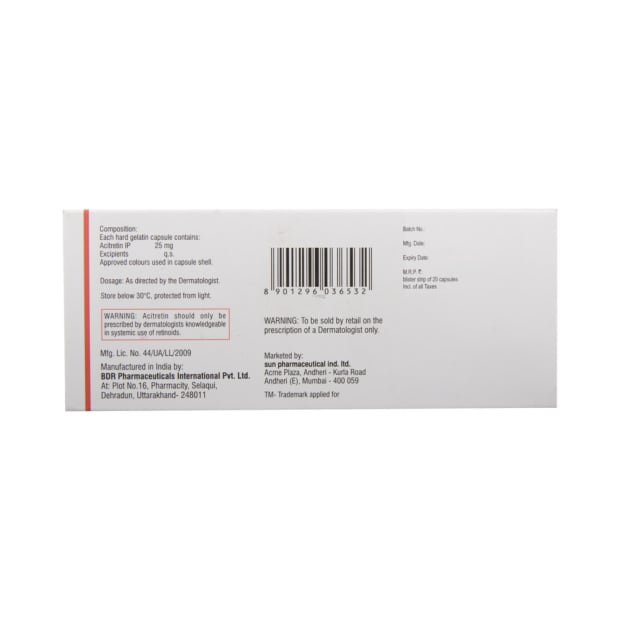 Composition:
Each hard gelatin capsule contains:
Acitretin IP 25 mg
Excipients q.s.
Approved colours used in capsule shell.
Dosage: As directed by the Dermatologist.
Store below 30°C, protected from light.
WARNING: Acitretin should only be
prescribed by dermatologists knowledgeable
in systemic use of retinoids.
Mfg. Lic. No. 44/UA/LL/2009
Manufactured in India by:
BDR Pharmaceuticals International Pvt. Ltd.
At: Plot No.16, Pharmacity, Selaqui,
Dehradun, Uttarakhand- 248011
8 901296 036532
WARNING: To be sold by retail on the
prescription of a Dermatologist only.
Marketed by:
sun pharmaceutical ind. ltd.
Acme Plaza, Andheri - Kurla Road
Andheri (E), Mumbai - 400 059
TM- Trademark applied for
Batch No.:
Mfg. Date:
Expiry Date:
M.R.P. ₹
blister strip of 20 capsules
Incl. of all Taxes